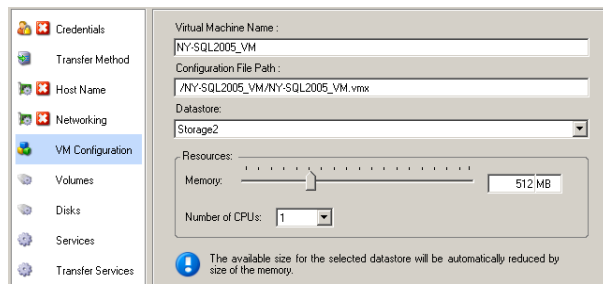 Credentials
Transfer Method
Host Name
Networking
VM Configuration
Volumes
Disks
Services
Transfer Services
Virtual Machine Name :
NY-SQL2005_VM
Configuration File Path :
/NY-SQL2005_VM/NY-SQL2005_VM.vmx
Datastore:
Storage2
Resources:
Memory:
512 MB
Number of CPUs:
1
The available size for the selected datastore will be automatically reduced by
size of the memory.